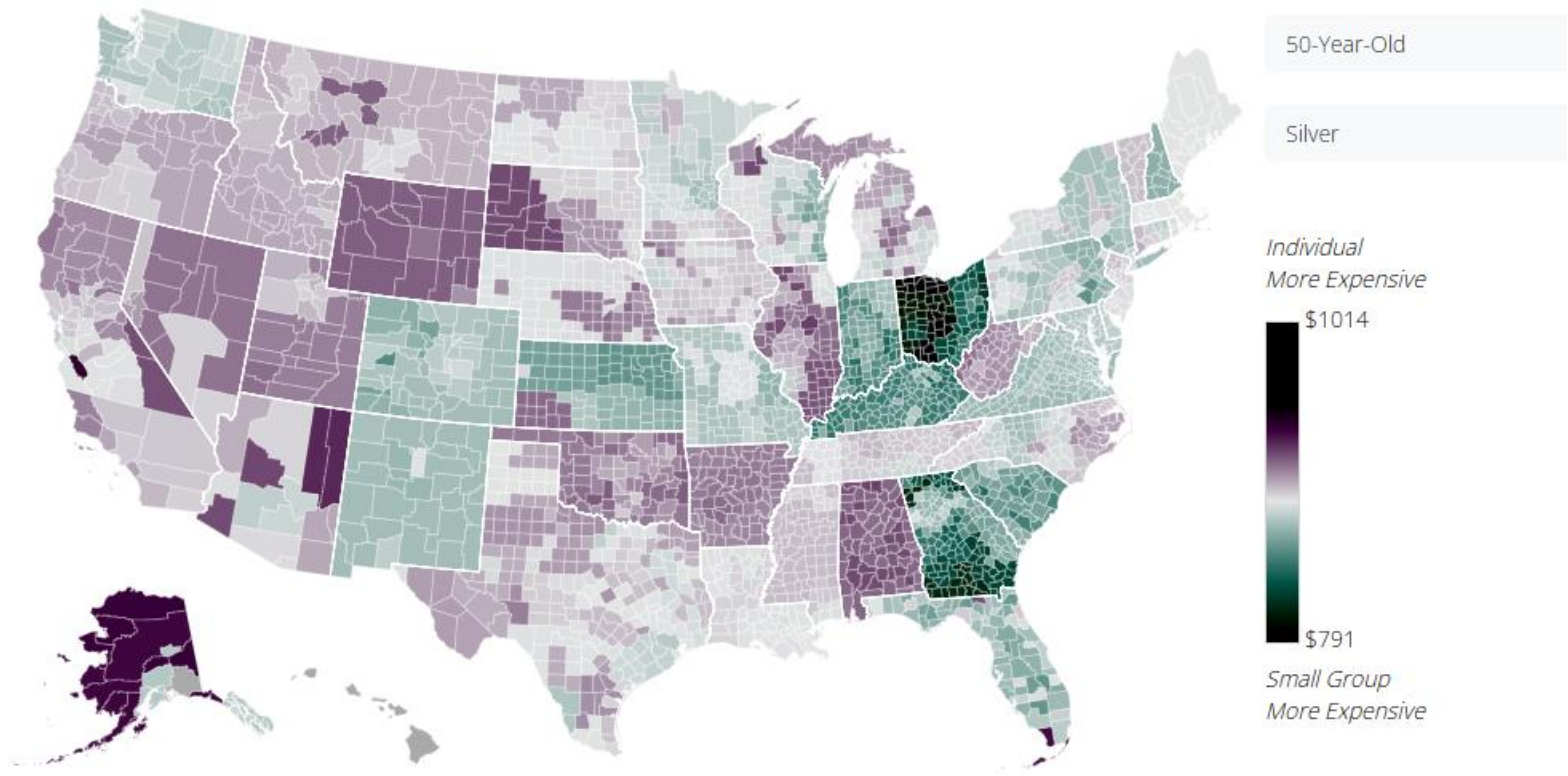 50-Year-Old
Silver
Individual
More Expensive
$1014
$791
Small Group
More Expensive